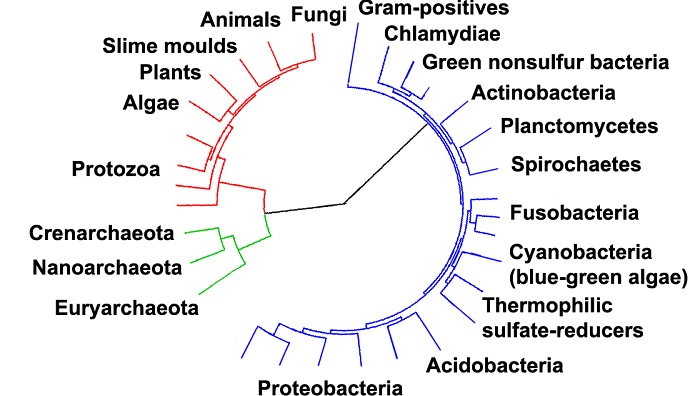 Gram-positives
Chlamydiae
Green nonsulfur bacteria
Actinobacteria
Planctomycetes
Spirochaetes
Fusobacteria
Cyanobacteria
(blue-green algae)
Thermophilic
sulfate-reducers
Acidobacteria
Proteobacteria
Euryarchaeota
Nanoarchaeota
Crenarchaeota
Protozoa
Algae
Plants
Slime moulds
Animals
Fungi